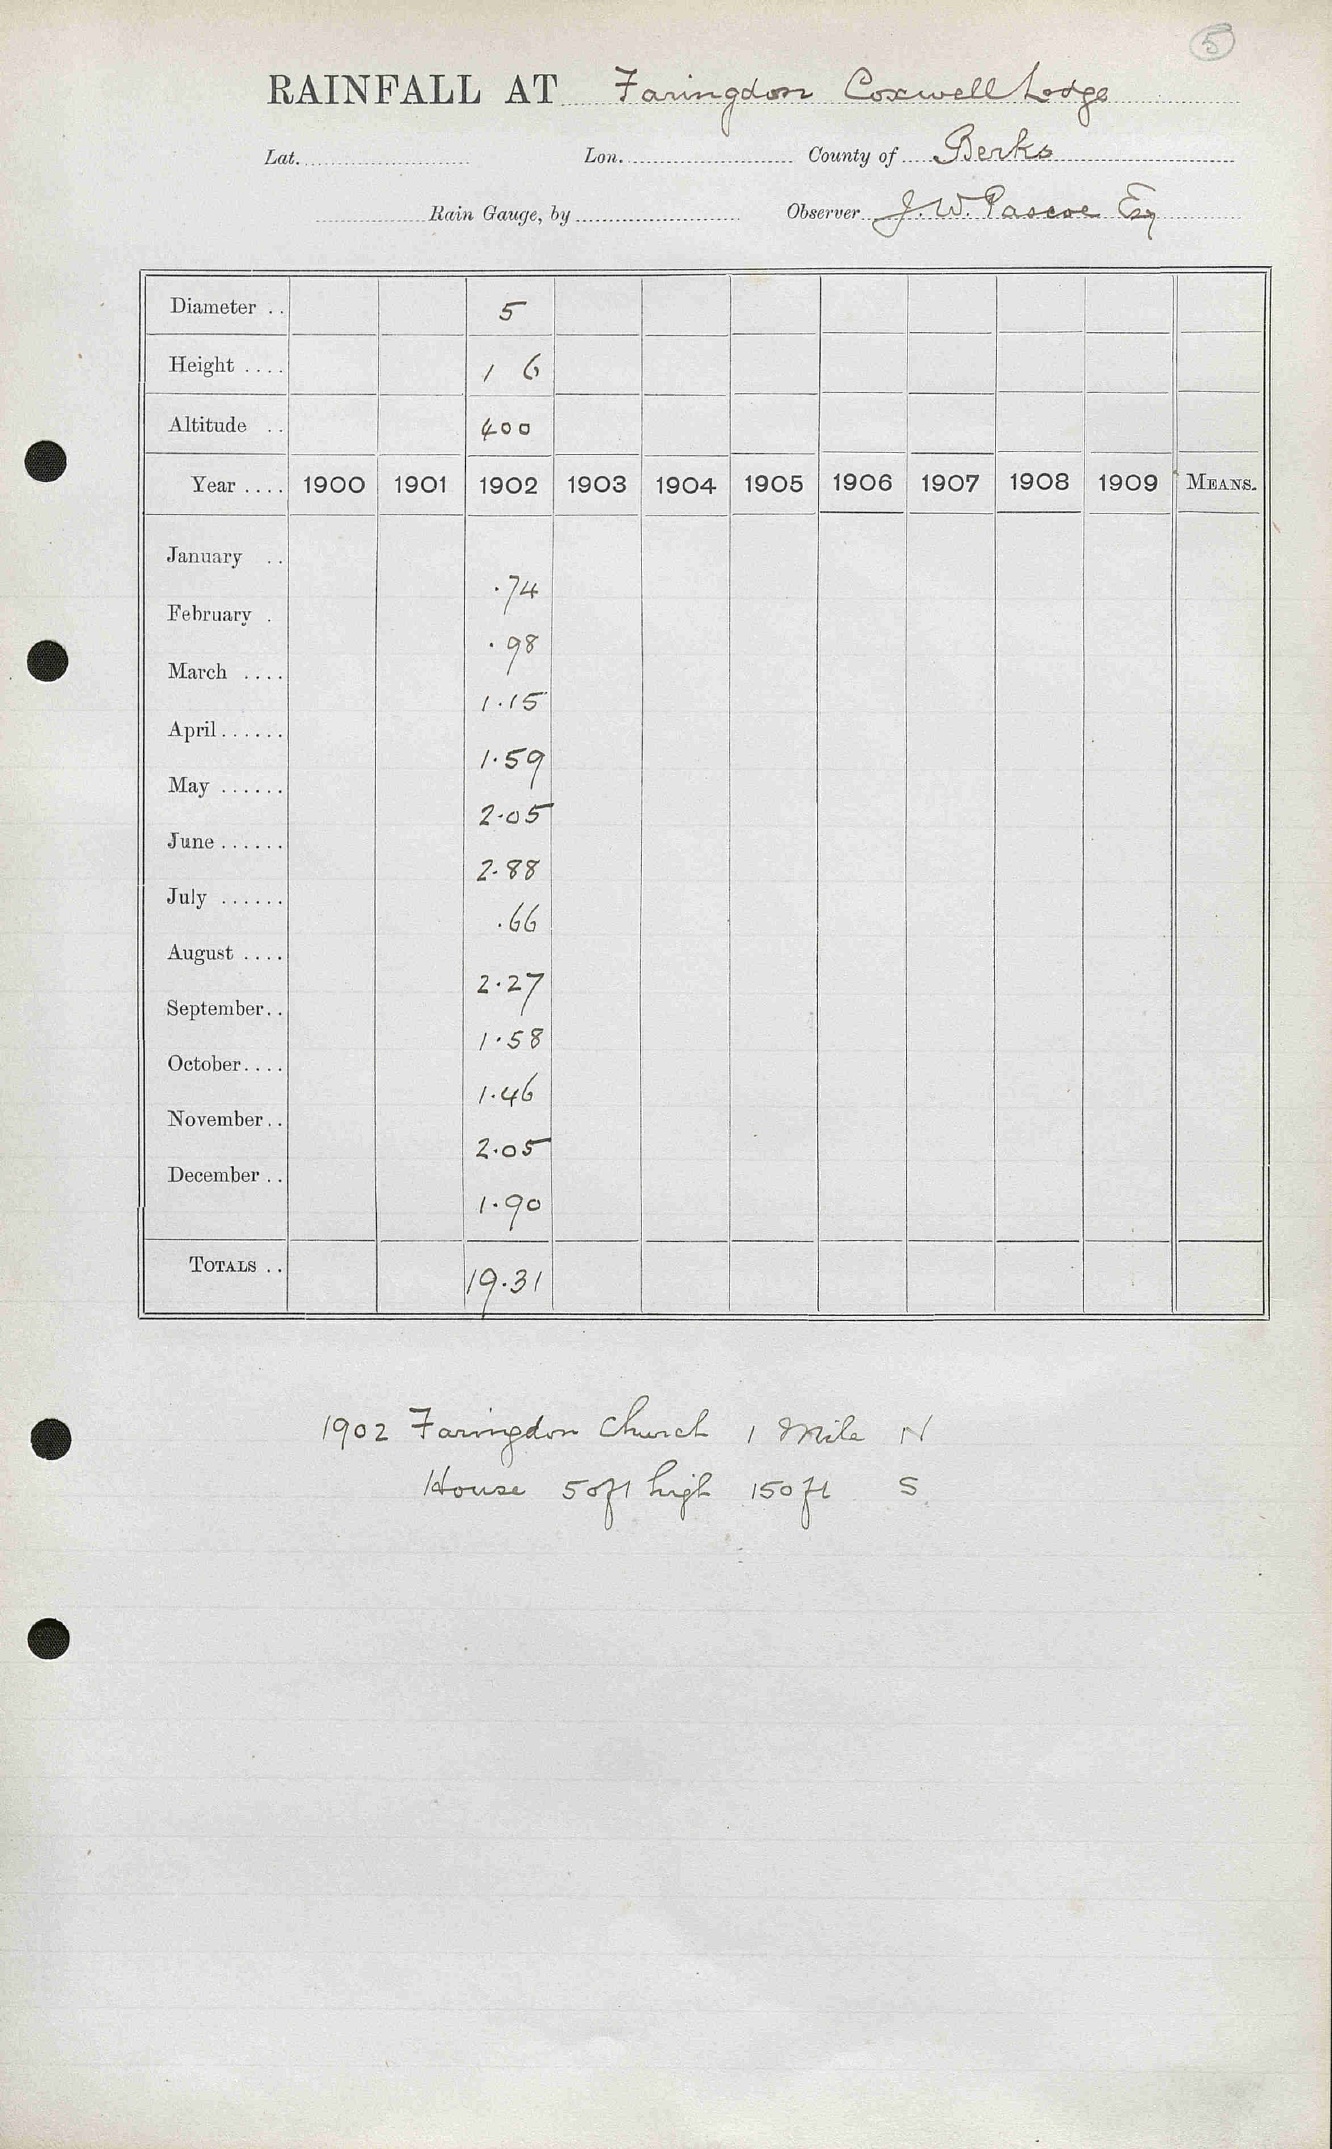 5
RAINFALL AT Faringdon Coxwell Lodge
Lat. Lon. County of Berks
Rain Gauge, by Observer J. W. Pascoe Esq
Diameter .. 5
Height .... 1 6
Altitude .. 400
Year .... 1900 1901 1902 1903 1904 1905 1906 1907 1908 1909 MEANS.
January .. .74
February . .98
March .... 1.15
April...... 1.59
May ...... 2.05
June...... 2.88
July ...... .66
August .... 2.27
September.. 1.58
October.... 1.46
November.. 2.05
December .. 1.90
TOTALS .. 19.31
1902 Faringdon Church 1 Mile N
House 50ft high 150ft S